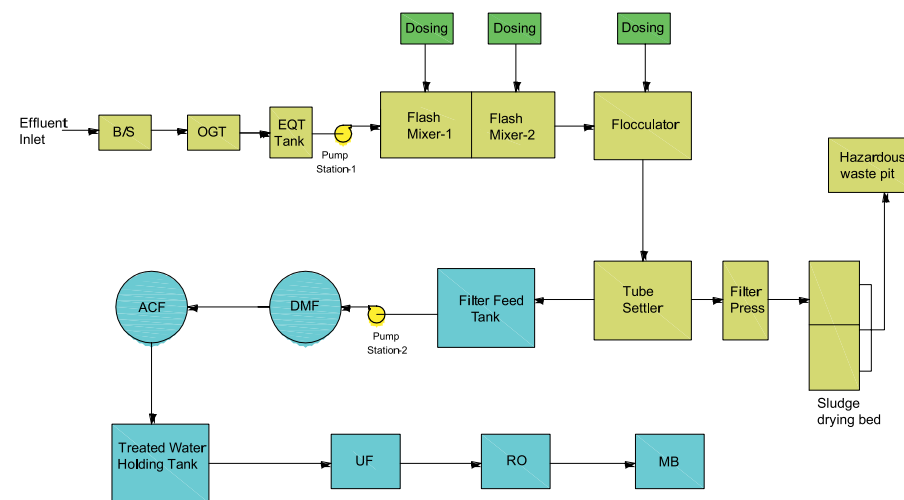 Dosing
Dosing
Dosing
Effluent
Inlet
B/S
OGT
EQT
Tank
Pump
Station-1
Flash
Mixer-1
Flash
Mixer-2
Flocculator
Hazardous
waste pit
ACF
DMF
Pump
Station-2
Filter Feed
Tank
Tube
Settler
Filter
Press
Sludge
drying bed
Treated Water
Holding Tank
UF
RO
MB